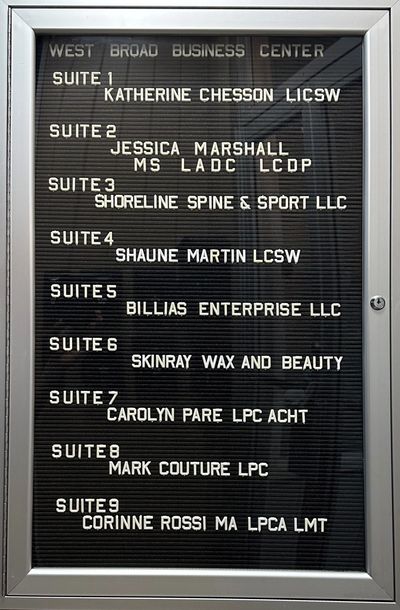 WEST BROAD BUSINESS CENTER
SUITE 1
KATHERINE CHESSON LICSW
SUITE 2
JESSICA MARSHALL
MS LADC LCDP
SUITE 3
SHORELINE SPINE & SPORT LLC
SUITE 4
SHAUNE MARTIN LCSW
SUITE 5
BILLIAS ENTERPRISE LLC
SUITE 6
SKINRAY WAX AND BEAUTY
SUITE 7
CAROLYN PARE LPC ACHT
SUITE 8
MARK COUTURE LPC
SUITE 9
CORINNE ROSSI MA LPCA LMT